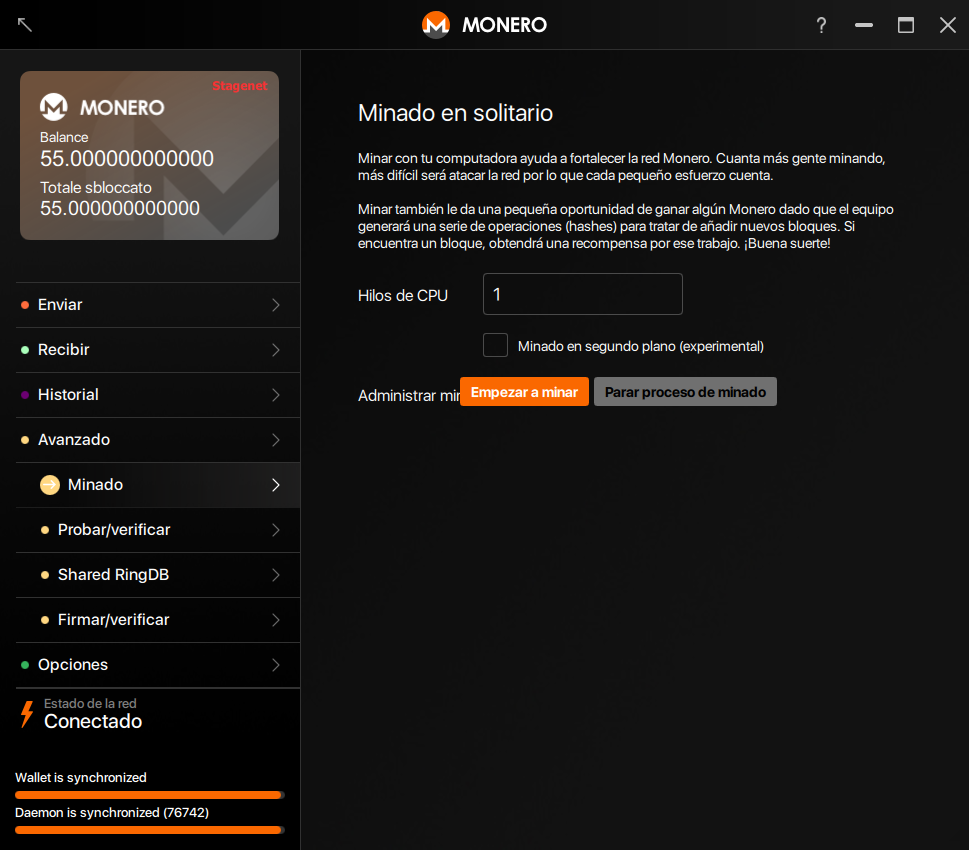 MONERO
?
Stagenet
MONERO
Balance
55.000000000000
Totale sbloccato
55.000000000000
Enviar
Recibir
Historial
Avanzado
Minado
Probar/verificar
Shared RingDB
Firmar/verificar
Opciones
Estado de la red
Conectado
Wallet is synchronized
Daemon is synchronized (76742)
Minado en solitario
Minar con tu computadora ayuda a fortalecer la red Monero. Cuanta más gente minando,
más difícil será atacar la red por lo que cada pequeño esfuerzo cuenta.
Minar también le da una pequeña oportunidad de ganar algún Monero dado que el equipo
generará una serie de operaciones (hashes) para tratar de añadir nuevos bloques. Si
encuentra un bloque, obtendrá una recompensa por ese trabajo. ¡Buena suerte!
Hilos de CPU
1
Minado en segundo plano (experimental)
Administrar min
Empezar a minar
Parar proceso de minado